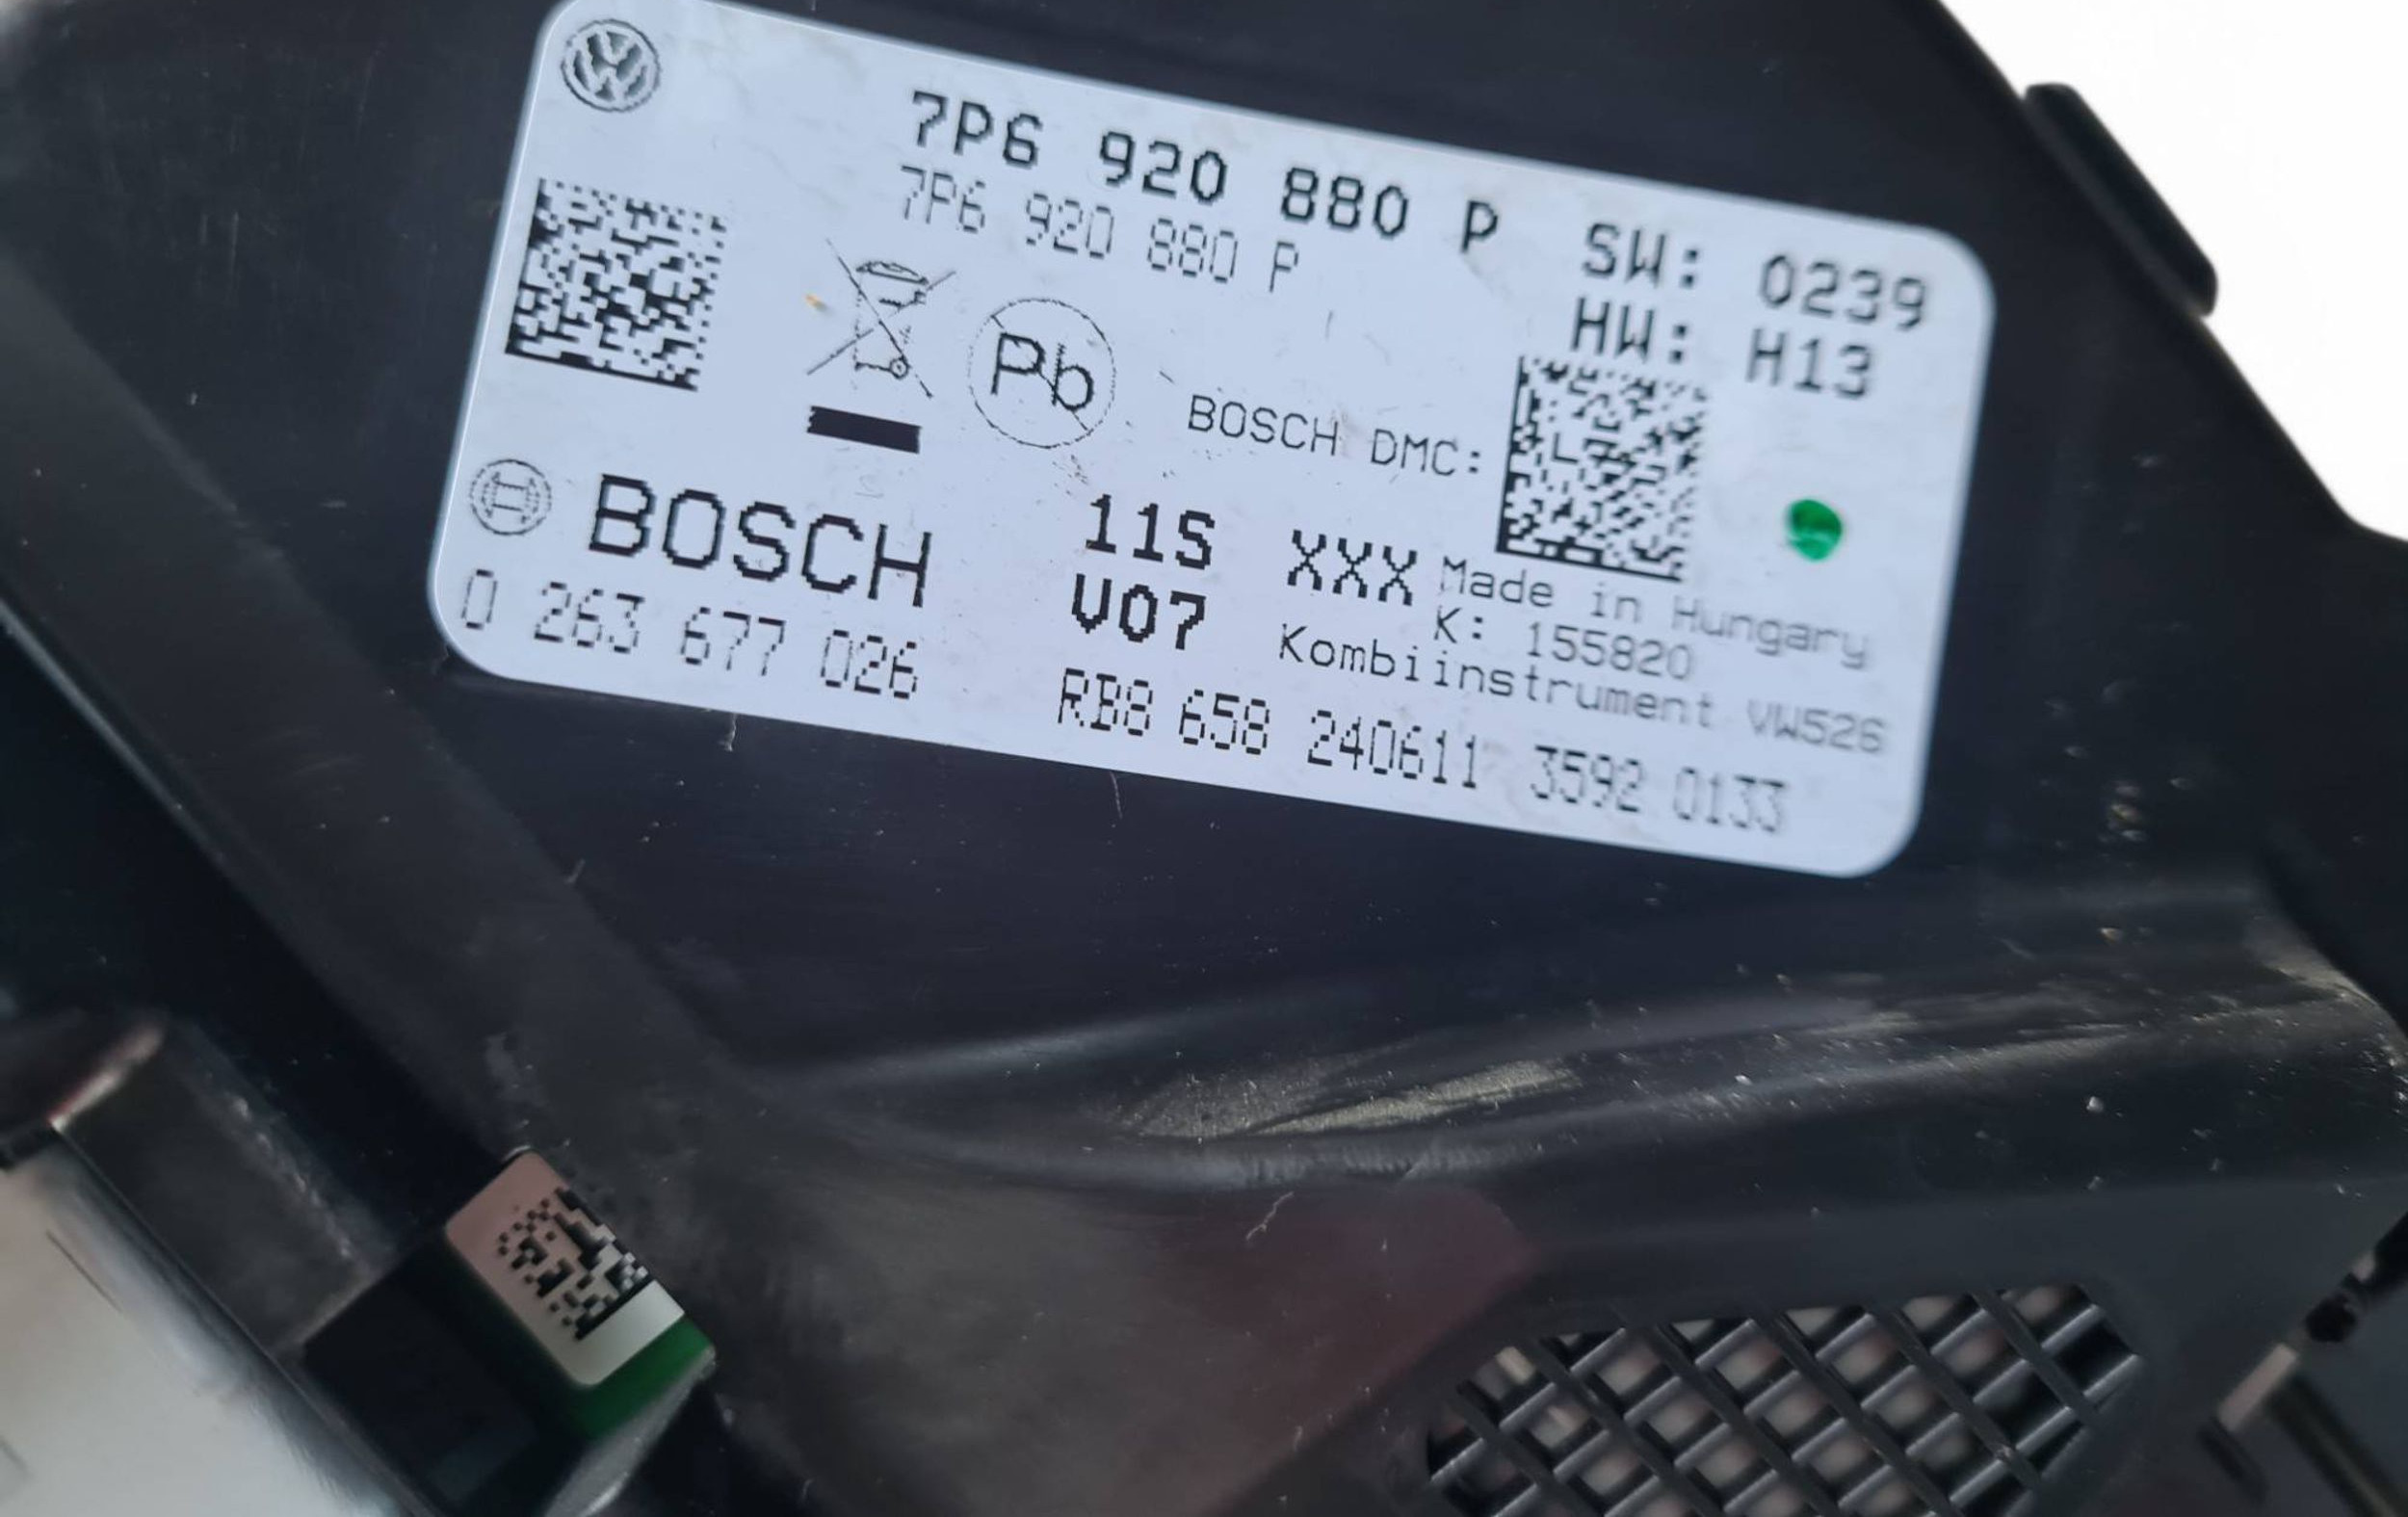 7P6 920 880 P
7P6 920 880 P
SW: 0239
HW: H13
Pb
BOSCH DMC:
BOSCH
0 263 677 026
11S XXX
V07
Made in Hungary
K: 155820
Kombiinstrument VW526
RB8 658 240611 3592 0133